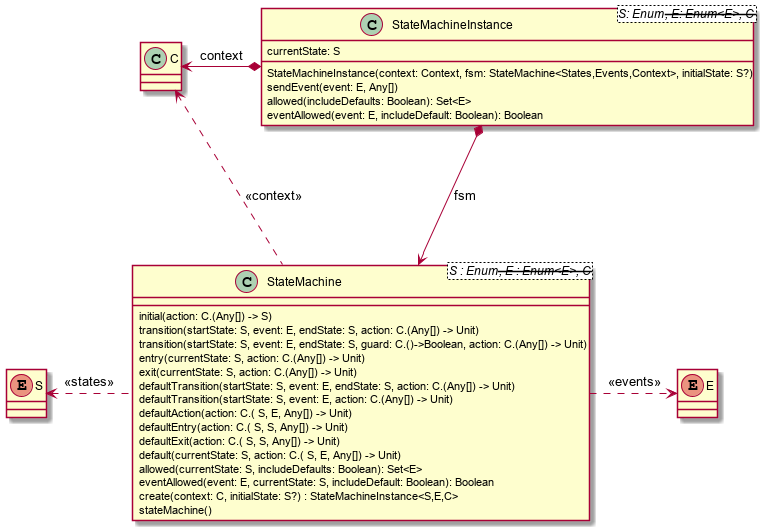 S: Enum, E: Enum<E>, C
C StateMachineInstance
currentState: S
StateMachineInstance(context: Context, fsm: StateMachine<States,Events,Context>, initialState: S?)
sendEvent(event: E, Any[])
allowed(includeDefaults: Boolean): Set<E>
eventAllowed(event: E, includeDefault: Boolean): Boolean
C C
context
«context»
fsm
S : Enum, E : Enum<E>, C
C StateMachine
initial(action: C.(Any[]) -> S)
transition(startState: S, event: E, endState: S, action: C.(Any[]) -> Unit)
transition(startState: S, event: E, endState: S, guard: C.()->Boolean, action: C.(Any[]) -> Unit)
entry(currentState: S, action: C.(Any[]) -> Unit)
exit(currentState: S, action: C.(Any[]) -> Unit)
defaultTransition(startState: S, event: E, endState: S, action: C.(Any[]) -> Unit)
defaultTransition(startState: S, event: E, action: C.(Any[]) -> Unit)
defaultAction(action: C.( S, E, Any[]) -> Unit)
defaultEntry(action: C.( S, S, Any[]) -> Unit)
defaultExit(action: C.( S, S, Any[]) -> Unit)
default(currentState: S, action: C.( S, E, Any[]) -> Unit)
allowed(currentState: S, includeDefaults: Boolean): Set<E>
eventAllowed(event: E, currentState: S, includeDefault: Boolean): Boolean
create(context: C, initialState: S?) : StateMachineInstance<S,E,C>
stateMachine()
E S
«states»
«events»
E E